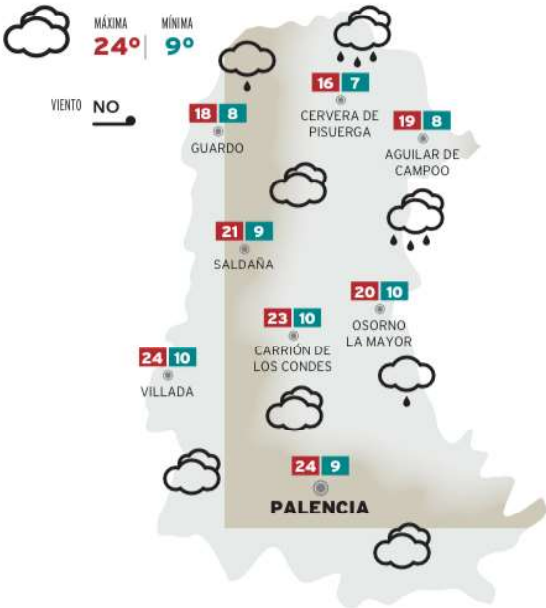 MÁXIMA MÍNIMA
24º 9º
VIENTO NO
16 7
CERVERA DE
PISUERGA
18 8
GUARDO
19 8
AGUILAR DE
CAMPOO
21 9
SALDAÑA
20 10
OSORNO
LA MAYOR
23 10
CARRIÓN DE
LOS CONDES
24 10
VILLADA
24 9
PALENCIA